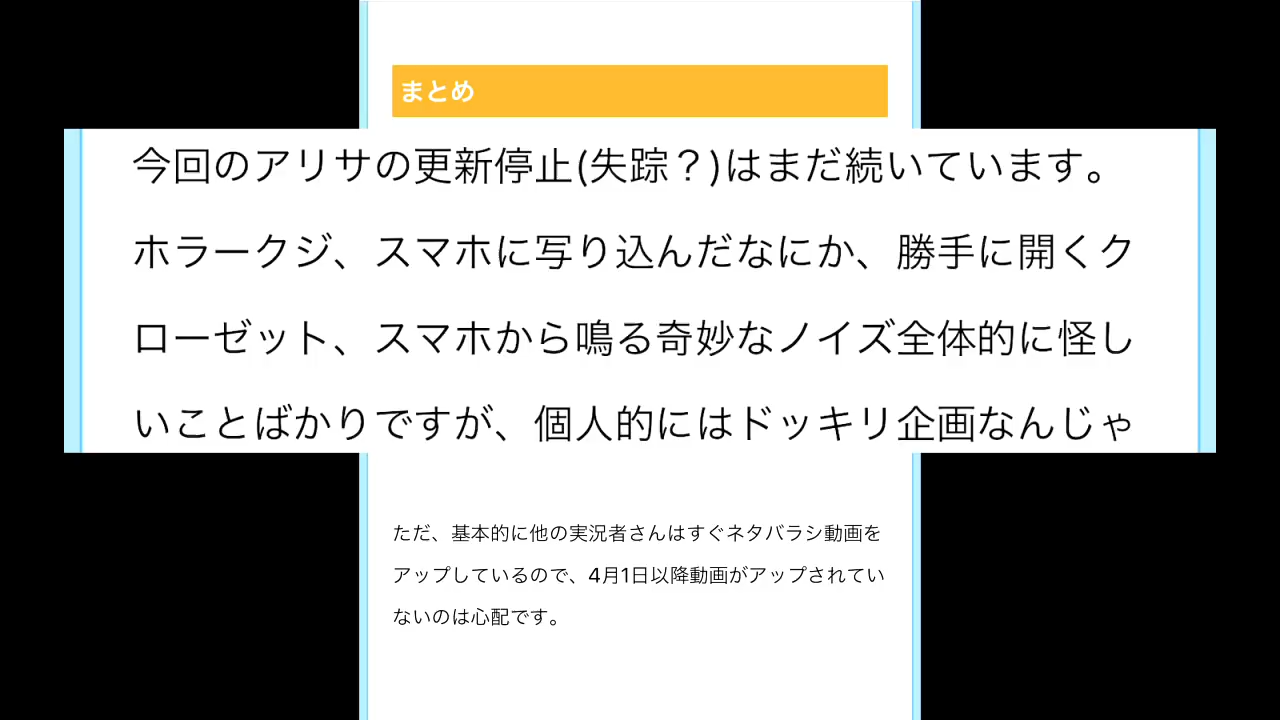 まとめ
今回のアリサの更新停止(失踪？)はまだ続いています。
ホラークジ、スマホに写り込んだなにか、勝手に開くク
ローゼット、スマホから鳴る奇妙なノイズ全体的に怪し
いことばかりですが、個人的にはドッキリ企画なんじゃ
ただ、基本的に他の実況者さんはすぐネタバラシ動画を
アップしているので、4月1日以降動画がアップされてい
ないのは心配です。